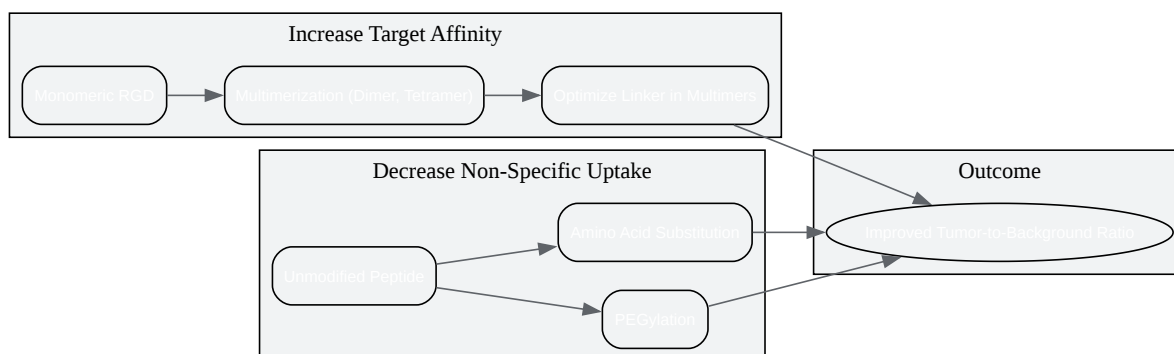 Increase Target Affinity
Monomeric RGD
Multimerization (Dimer, Tetramer)
Optimize Linker in Multimers
Decrease Non-Specific Uptake
Unmodified Peptide
Amino Acid Substitution
PEGylation
Outcome
Improved Tumor-to-Background Ratio